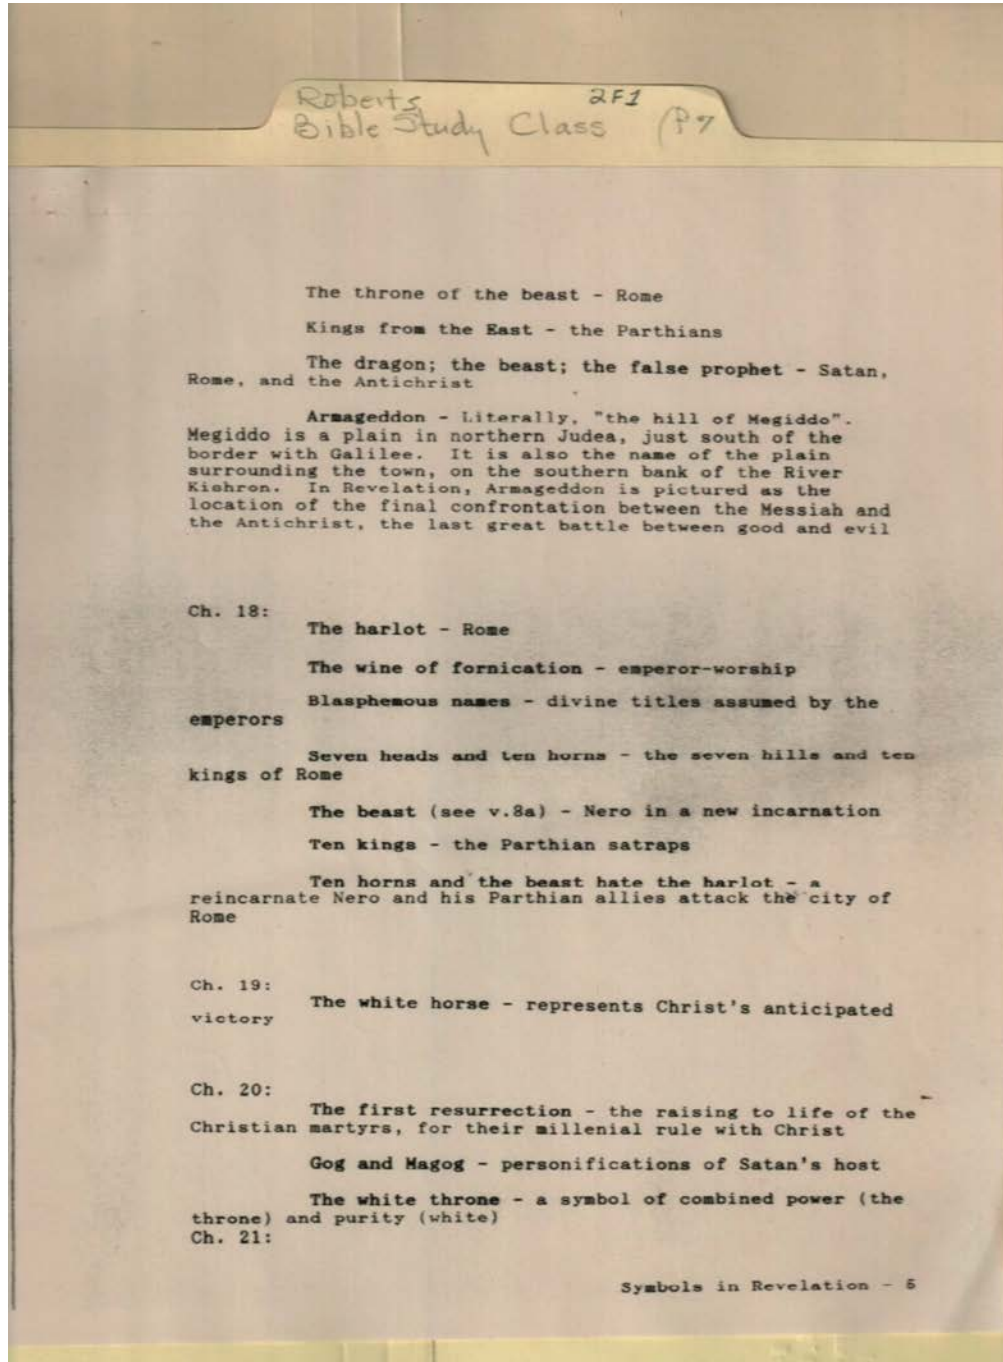 Roberts 2F1
Bible Study Class (P7
The throne of the beast - Rome
Kings from the East - the Parthians
The dragon; the beast; the false prophet - Satan,
Rome, and the Antichrist
Armageddon - Literally, "the hill of Megiddo".
Megiddo is a plain in northern Judea, just south of the
border with Galilee. It is also the name of the plain
surrounding the town, on the southern bank of the River
Kishron. In Revelation, Armageddon is pictured as the
location of the final confrontation between the Messiah and
the Antichrist, the last great battle between good and evil
Ch. 18:
The harlot - Rome
The wine of fornication - emperor-worship
Blasphemous names - divine titles assumed by the
emperors
Seven heads and ten horns - the seven hills and ten
kings of Rome
The beast (see v.8a) - Nero in a new incarnation
Ten kings - the Parthian satraps
Ten horns and the beast hate the harlot - a
reincarnate Nero and his Parthian allies attack the city of
Rome
Ch. 19:
The white horse - represents Christ's anticipated
victory
Ch. 20:
The first resurrection - the raising to life of the
Christian martyrs, for their millenial rule with Christ
Gog and Magog - personifications of Satan's host
The white throne - a symbol of combined power (the
throne) and purity (white)
Ch. 21:
Symbols in Revelation - 5